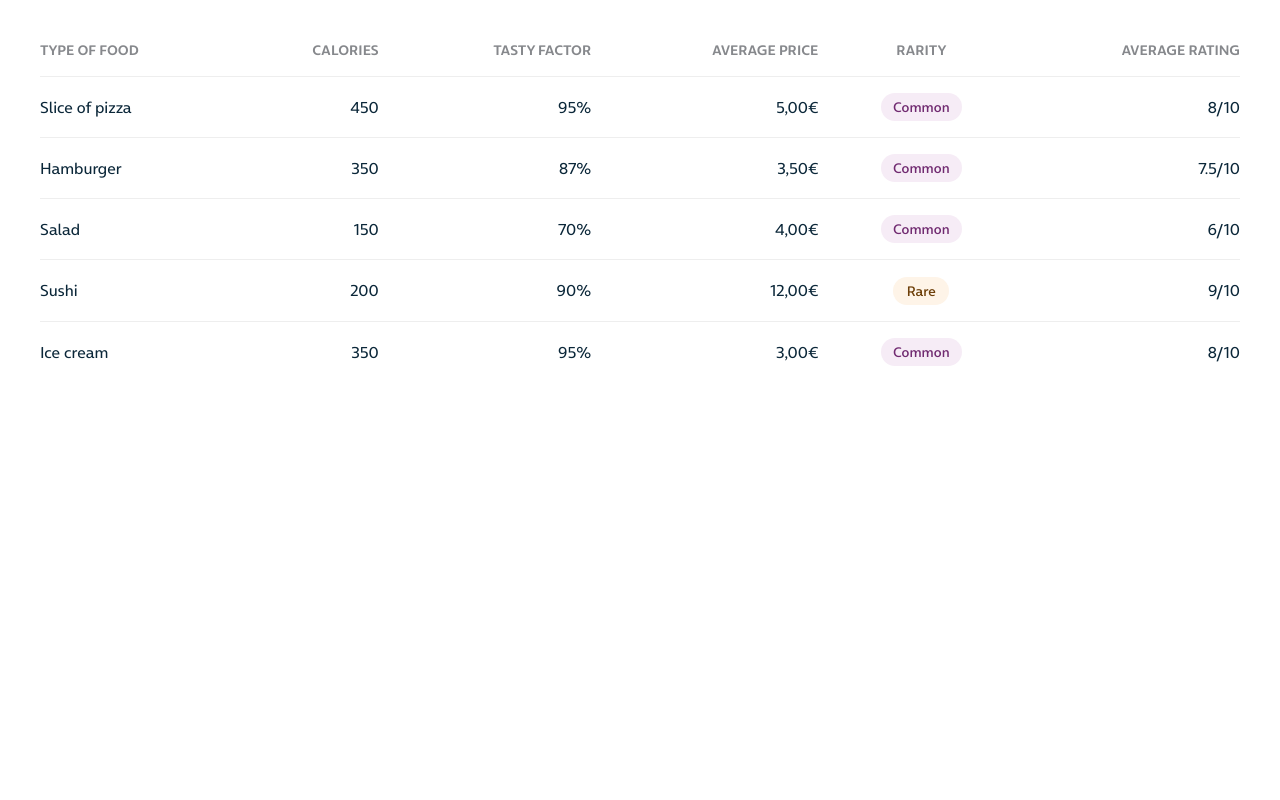 TYPE OF FOOD CALORIES TASTY FACTOR AVERAGE PRICE RARITY AVERAGE RATING
Slice of pizza 450 95% 5,00€ Common 8/10
Hamburger 350 87% 3,50€ Common 7.5/10
Salad 150 70% 4,00€ Common 6/10
Sushi 200 90% 12,00€ Rare 9/10
Ice cream 350 95% 3,00€ Common 8/10